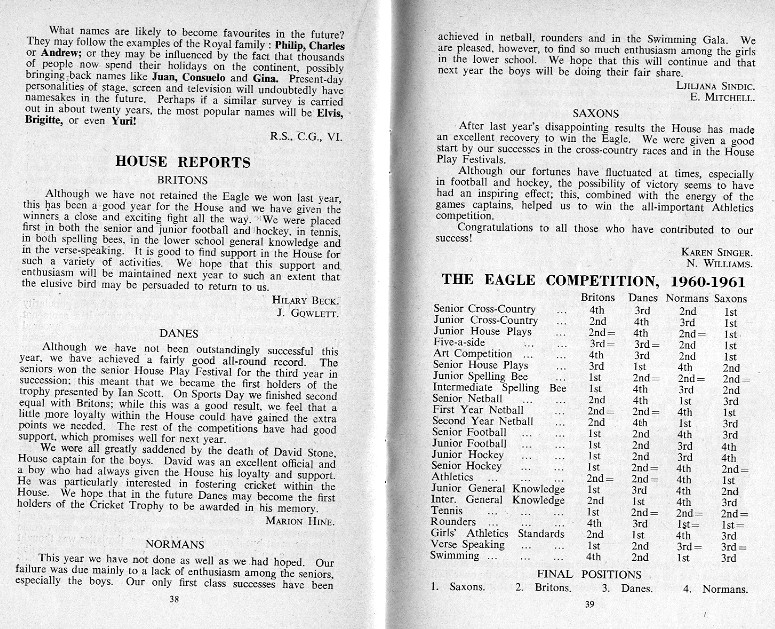 What names are likely to become favourites in the future?
They may follow the examples of the Royal family : Philip, Charles
or Andrew; or they may be influenced by the fact that thousands
of people now spend their holidays on the continent, possibly
bringing back names like Juan, Consuelo and Gina. Present-day
personalities of stage, screen and television will undoubtedly have
namesakes in the future. Perhaps if a similar survey is carried
out in about twenty years, the most popular names will be Elvis,
Brigitte, or even Yuri!
R.S., C.G., VI.
HOUSE REPORTS
BRITONS
Although we have not retained the Eagle we won last year,
this has been a good year for the House and we have given the
winners a close and exciting fight all the way. We were placed
first in both the senior and junior football and hockey, in tennis,
in both spelling bees, in the lower school general knowledge and
in the verse-speaking. It is good to find support in the House for
such a variety of activities. We hope that this support and
enthusiasm will be maintained next year to such an extent that
the elusive bird may be persuaded to return to us.
HILARY BECK.
J. GOWLETT.
DANES
Although we have not been outstandingly successful this
year, we have achieved a fairly good all-round record. The
seniors won the senior House Play Festival for the third year in
succession; this meant that we became the first holders of the
trophy presented by Ian Scott. On Sports Day we finished second
equal with Britons; while this was a good result, we feel that a
little more loyalty within the House could have gained the extra
points we needed. The rest of the competitions have had good
support, which promises well for next year.
We were all greatly saddened by the death of David Stone,
House captain for the boys. David was an excellent official and
a boy who had always given the House his loyalty and support.
He was particularly interested in fostering cricket within the
House. We hope that in the future Danes may become the first
holders of the Cricket Trophy to be awarded in his memory.
MARION HINE.
NORMANS
This year we have not done as well as we had hoped. Our
failure was due mainly to a lack of enthusiasm among the seniors,
especially the boys. Our only first class successes have been
38
achieved in netball, rounders and in the Swimming Gala. We
are pleased, however, to find so much enthusiasm among the girls
in the lower school. We hope that this will continue and that
next year the boys will be doing their fair share.
LJILJANA SINDIC.
E. MITCHELL.
SAXONS
After last year's disappointing results the House has made
an excellent recovery to win the Eagle. We were given a good
start by our successes in the cross-country races and in the House
Play Festivals.
Although our fortunes have fluctuated at times, especially
in football and hockey, the possibility of victory seems to have
had an inspiring effect; this, combined with the energy of the
games captains, helped us to win the all-important Athletics
competition.
Congratulations to all those who have contributed to our
success!
KAREN SINGER.
N. WILLIAMS.
THE EAGLE COMPETITION, 1960-1961
Britons Danes Normans Saxons
Senior Cross-Country ... 4th 3rd 2nd 1st
Junior Cross-Country ... 2nd 4th 3rd 1st
Junior House Plays ... 2nd= 4th 2nd= 1st
Five-a-side ... ... 3rd= 3rd= 2nd 1st
Art Competition ... ... 4th 3rd 2nd 1st
Senior House Plays ... 3rd 1st 4th 2nd
Junior Spelling Bee ... 1st 2nd= 2nd= 2nd=
Intermediate Spelling Bee 1st 4th 3rd 2nd
Senior Netball ... ... 2nd 4th 1st 3rd
First Year Netball ... 2nd= 2nd= 4th 1st
Second Year Netball ... 2nd 4th 1st 3rd
Senior Football ... ... 1st 2nd 4th 3rd
Junior Football ... ... 1st 2nd 3rd 4th
Junior Hockey ... ... 1st 2nd 3rd 4th
Senior Hockey ... ... 1st 2nd= 4th 2nd=
Athletics ... ... ... 2nd= 2nd= 4th 1st
Junior General Knowledge 1st 3rd 4th 2nd
Inter. General Knowledge 2nd 1st 4th 3rd
Tennis ... ... ... 1st 2nd= 2nd= 2nd=
Rounders ... ... ... 4th 3rd 1st= 1st=
Girls' Athletics Standards 2nd 1st 4th 3rd
Verse Speaking ... ... 1st 2nd 3rd= 3rd=
Swimming ... ... ... 4th 2nd 1st 3rd
FINAL POSITIONS
1. Saxons. 2. Britons. 3. Danes. 4. Normans.
39